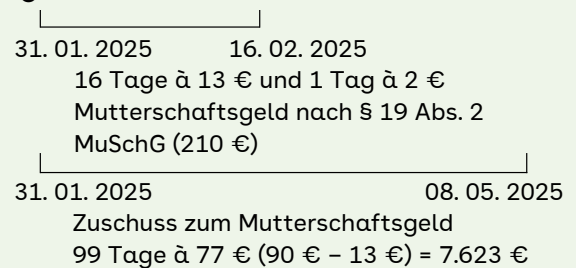 31. 01. 2025 16. 02. 2025
16 Tage à 13 € und 1 Tag à 2 €
Mutterschaftsgeld nach § 19 Abs. 2
MuSchG (210 €)
31. 01. 2025 08. 05. 2025
Zuschuss zum Mutterschaftsgeld
99 Tage à 77 € (90 € – 13 €) = 7.623 €